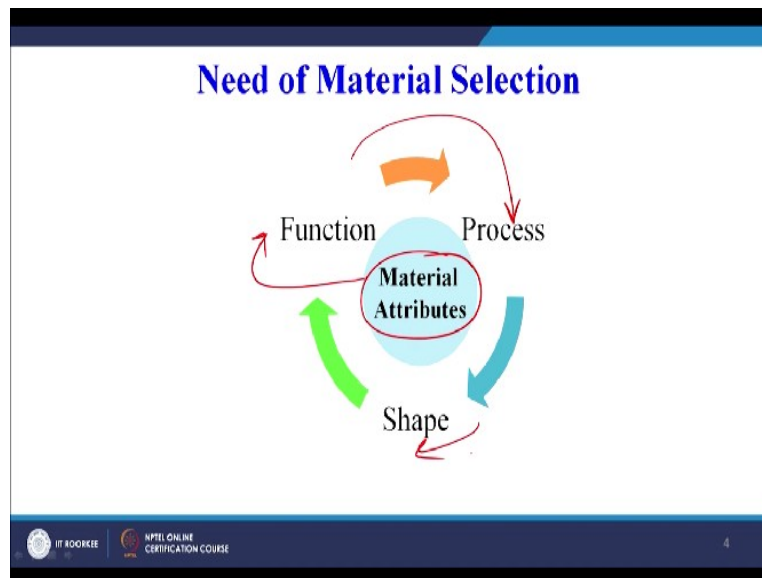 Need of Material Selection
Function
Process
Material
Attributes
Shape
IIT ROORKEE
NPTEL ONLINE
CERTIFICATION COURSE
4